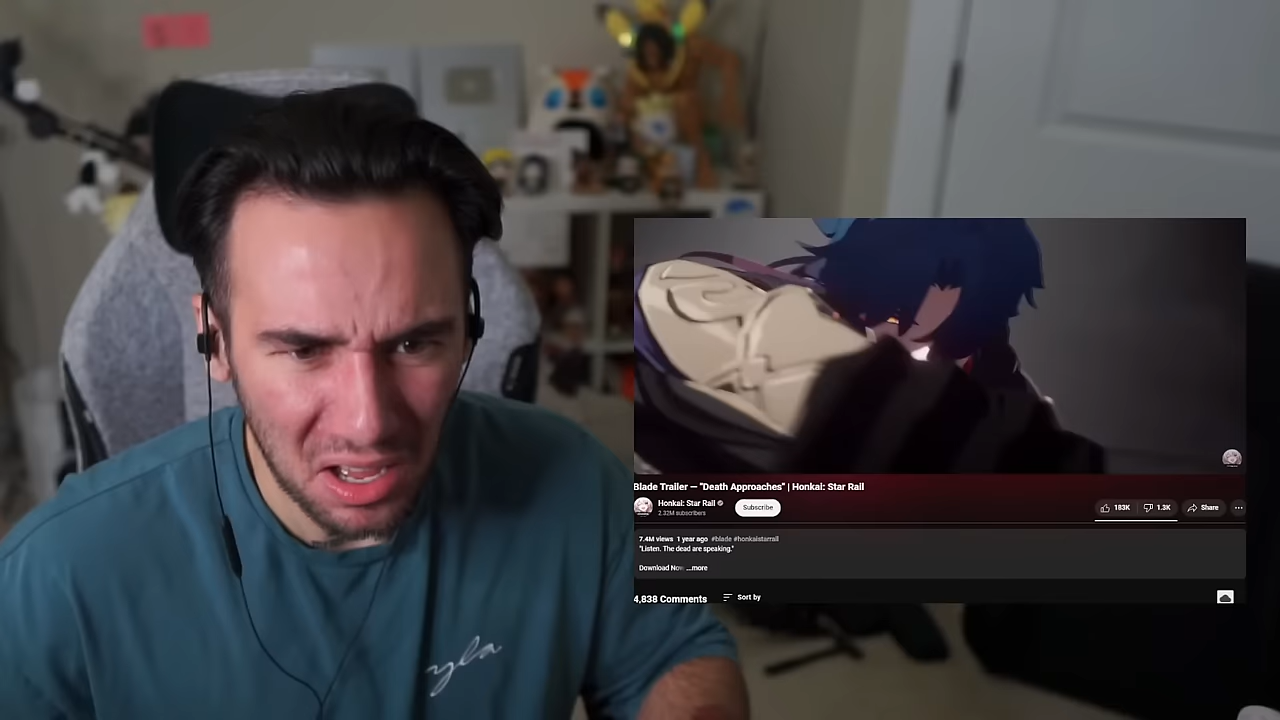 yla
Blade Trailer — "Death Approaches" | Honkai: Star Rail
Honkai: Star Rail
2.32M subscribers
Subscribe
183K
1.3K
Share
7.4M views 1 year ago #blade #honkaistarrail
"Listen. The dead are speaking."
Download Now ...more
4,838 Comments
Sort by